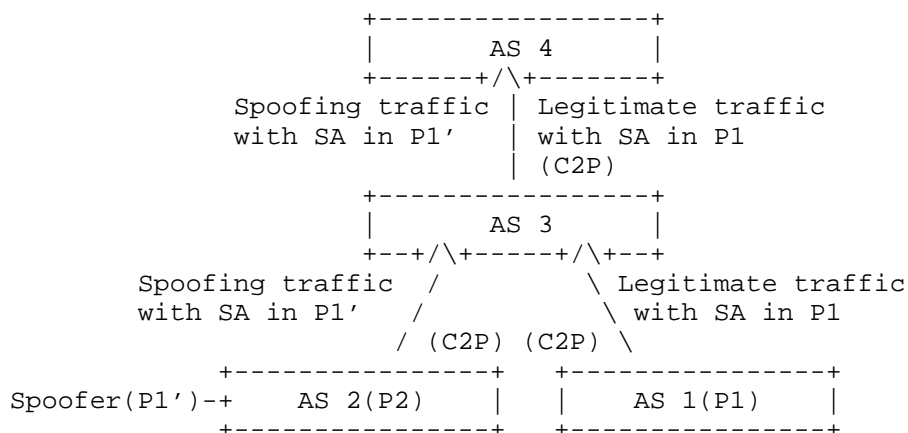 AS 4
Spoofing traffic Legitimate traffic
with SA in P1' with SA in P1
(C2P)
AS 3
Spoofing traffic Legitimate traffic
with SA in P1' with SA in P1
(C2P) (C2P)
Spoofer(P1') AS 2(P2) AS 1(P1)